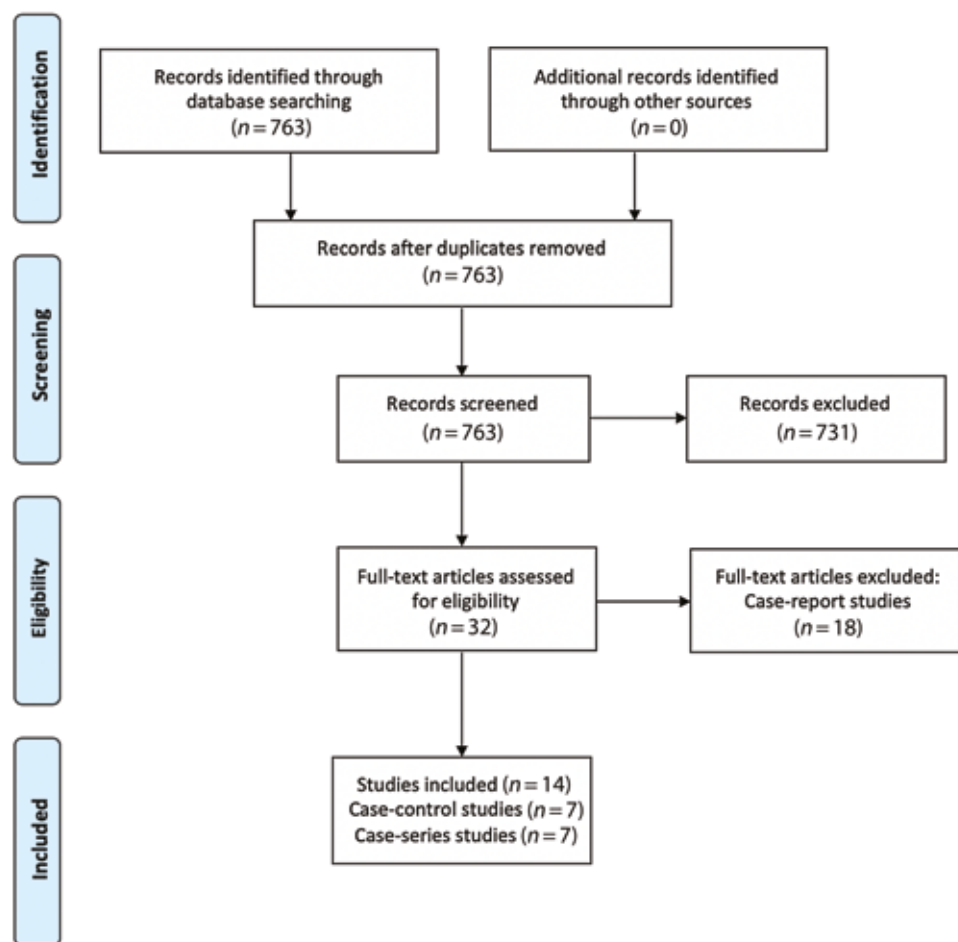 Identification
Records identified through
database searching
(n = 763)
Additional records identified
through other sources
(n = 0)
Records after duplicates removed
(n = 763)
Screening
Records screened
(n = 763)
Records excluded
(n = 731)
Eligibility
Full-text articles assessed
for eligibility
(n = 32)
Full-text articles excluded:
Case-report studies
(n = 18)
Included
Studies included (n = 14)
Case-control studies (n = 7)
Case-series studies (n = 7)